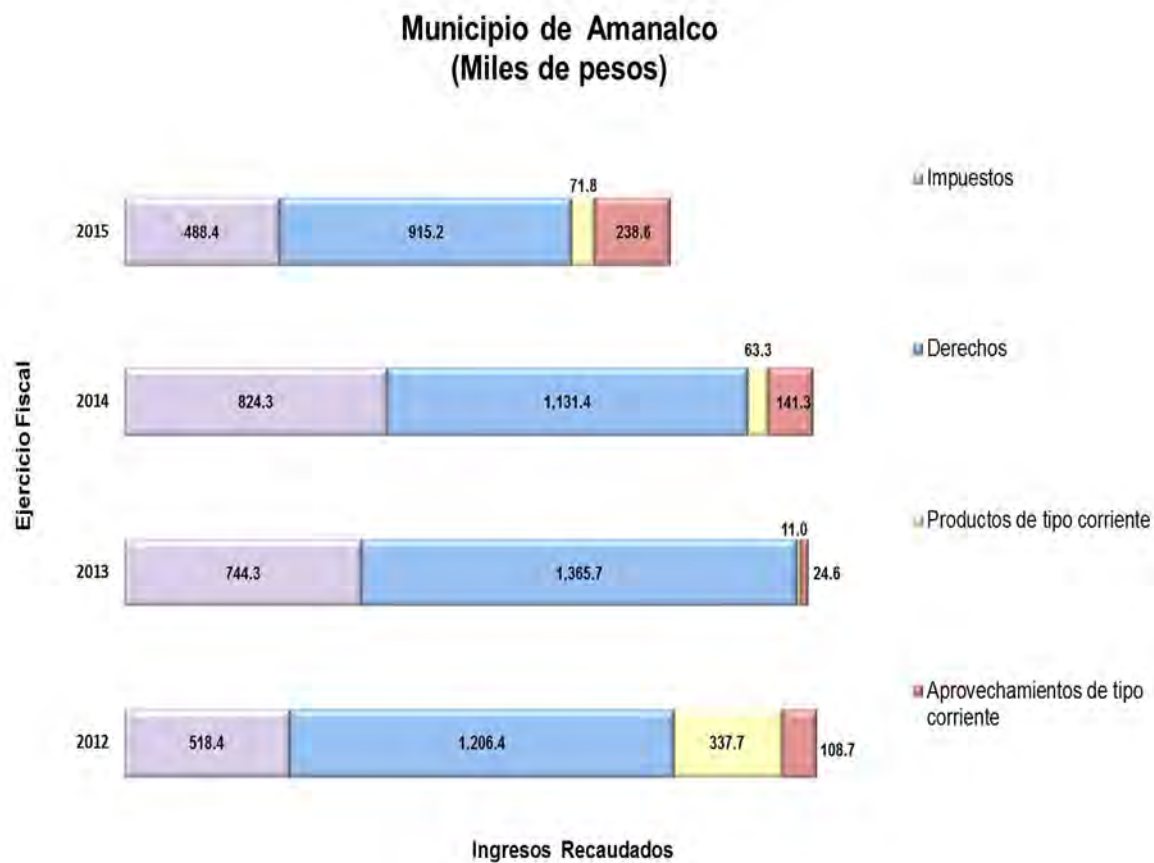 Municipio de Amanalco
(Miles de pesos)
71.8
Impuestos
2015
488.4
915.2
238.6
Derechos
63.3
2014
824.3
1,131.4
141.3
Ejercicio Fiscal
Productos de tipo corriente
11.0
2013
744.3
1,365.7
24.6
Aprovechamientos de tipo
corriente
2012
518.4
1,206.4
337.7
108.7
Ingresos Recaudados